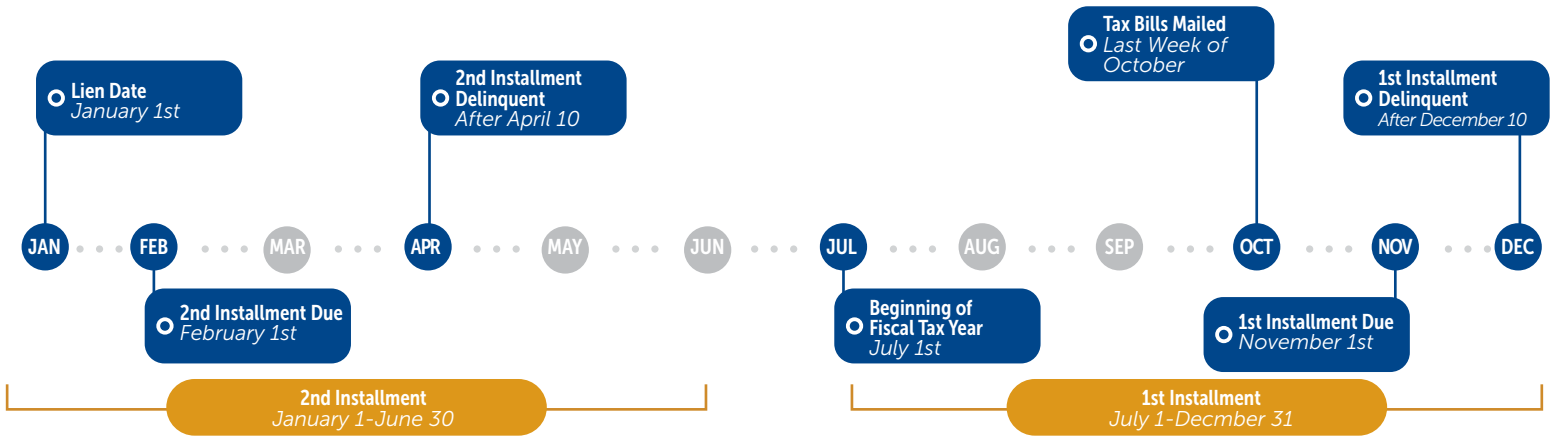 Tax Bills Mailed
Last Week of
October
Lien Date
January 1st
2nd Installment
Delinquent
After April 10
1st Installment
Delinquent
After December 10
JAN
FEB
MAR
APR
MAY
JUN
JUL
AUG
SEP
OCT
NOV
DEC
2nd Installment Due
February 1st
Beginning of
Fiscal Tax Year
July 1st
1st Installment Due
November 1st
2nd Installment
January 1-June 30
1st Installment
July 1-Decmber 31